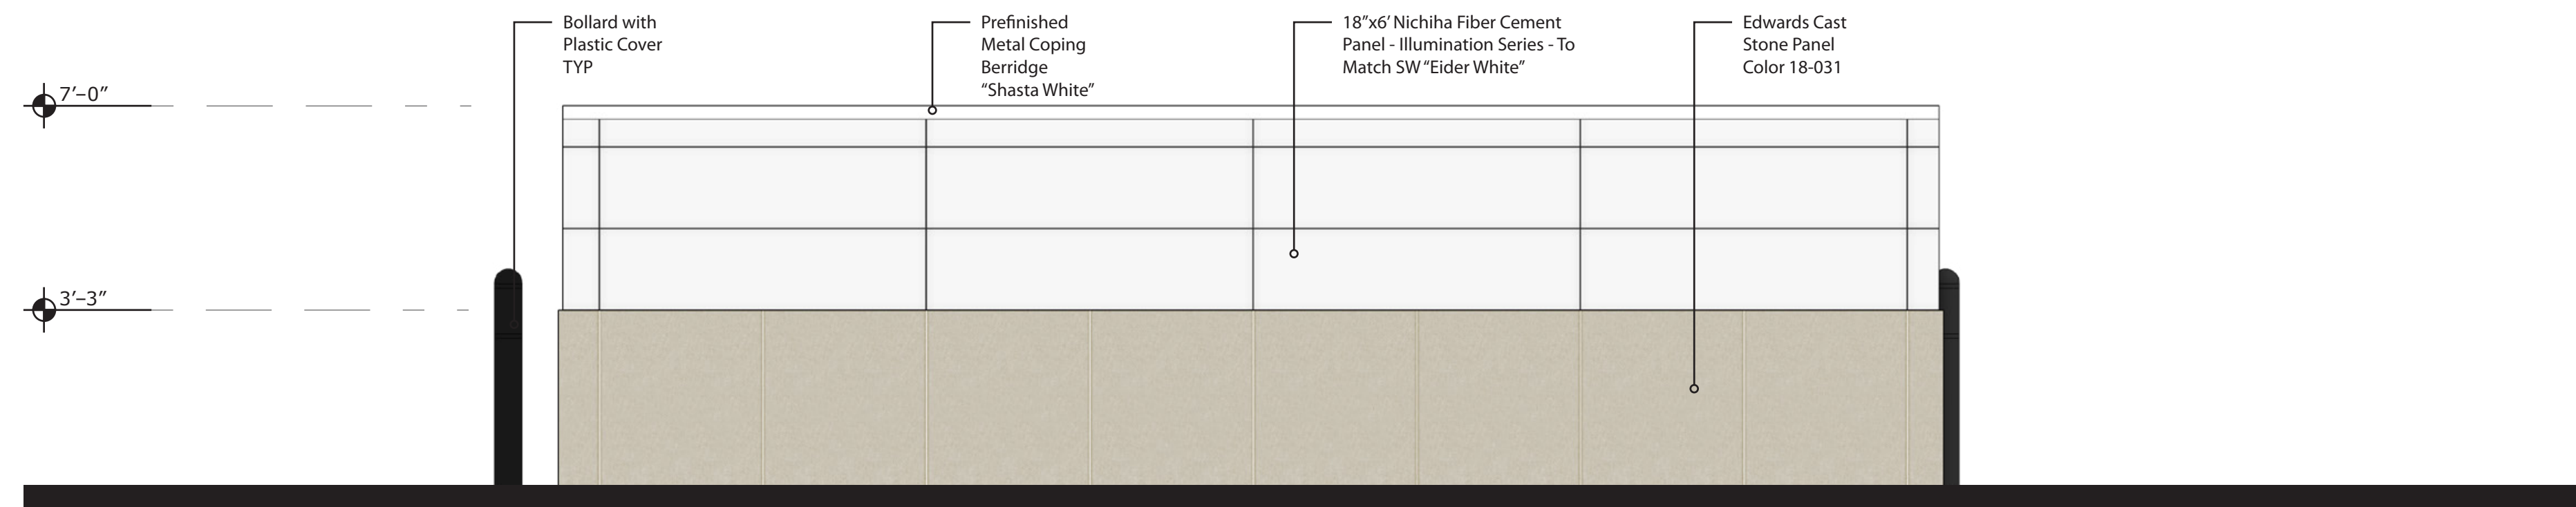 Bollard with
Plastic Cover
TYP
Prefinished
Metal Coping
Berridge
“Shasta White”
18”x6’ Nichiha Fiber Cement
Panel - Illumination Series - To
Match SW “Eider White”
Edwards Cast
Stone Panel
Color 18-031
7’–0”
3’–3”